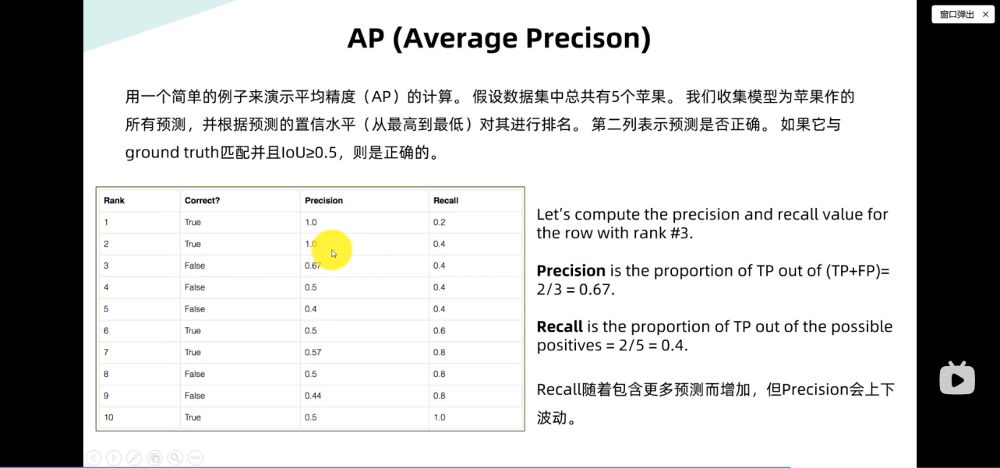 窗口弹出 ×
AP (Average Precison)
用一个简单的例子来演示平均精度（AP）的计算。 假设数据集中总共有5个苹果。 我们收集模型为苹果作的
所有预测，并根据预测的置信水平（从最高到最低）对其进行排名。 第二列表示预测是否正确。 如果它与
ground truth匹配并且IoU≥0.5，则是正确的。
Rank Correct? Precision Recall
1 True 1.0 0.2
2 True 1.0 0.4
3 False 0.67 0.4
4 False 0.5 0.4
5 False 0.4 0.4
6 True 0.5 0.6
7 True 0.57 0.8
8 False 0.5 0.8
9 False 0.44 0.8
10 True 0.5 1.0
Let's compute the precision and recall value for
the row with rank #3.
Precision is the proportion of TP out of (TP+FP)=
2/3 = 0.67.
Recall is the proportion of TP out of the possible
positives = 2/5 = 0.4.
Recall随着包含更多预测而增加，但Precision会上下
波动。